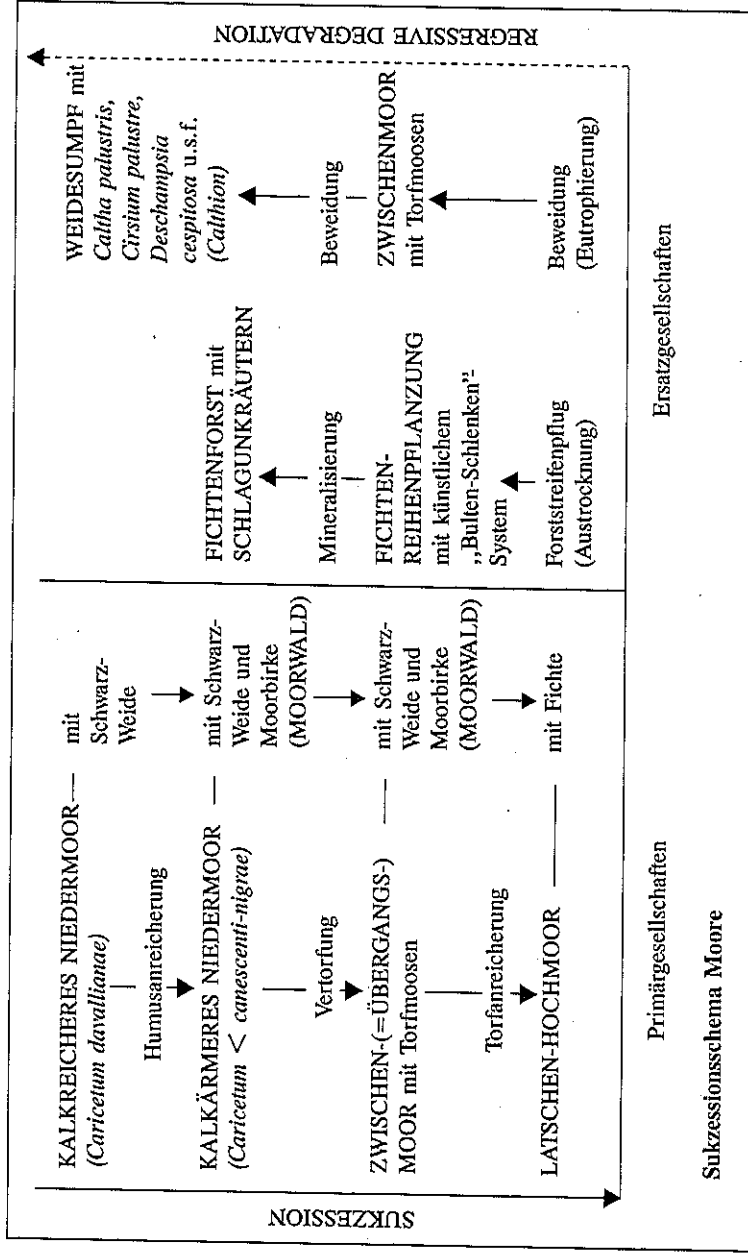 SUKZESSION
KALKREICHERES NIEDERMOOR
(Caricetum davallianae)
mit
Schwarz-
Weide
Humusanreicherung
KALKÄRMERES NIEDERMOOR
(Caricetum < canescenti-nigrae)
mit Schwarz-
Weide und
Moorbirke
(MOORWALD)
Vertorfung
ZWISCHEN-(=ÜBERGANGS-)
MOOR mit Torfmoosen
mit Schwarz-
Weide und
Moorbirke
(MOORWALD)
Torfanreicherung
LATSCHEN-HOCHMOOR
mit Fichte
FICHTENFORST mit
SCHLAGUNKRÄUTERN
Mineralisierung
FICHTEN-
REIHENPFLANZUNG
mit künstlichem
„Bulten-Schlenken”-
System
Forststreifenpflug
(Austrocknung)
WEIDESUMPF mit
Caltha palustris,
Cirsium palustre,
Deschampsia
cespitosa u.s.f.
(Calthion)
Beweidung
ZWISCHENMOOR
mit Torfmoosen
Beweidung
(Europhierung)
REGRESSIVE DEGRADATION
Primärgesellschaften
Ersatzgesellschaften
Sukzessionsschema Moore